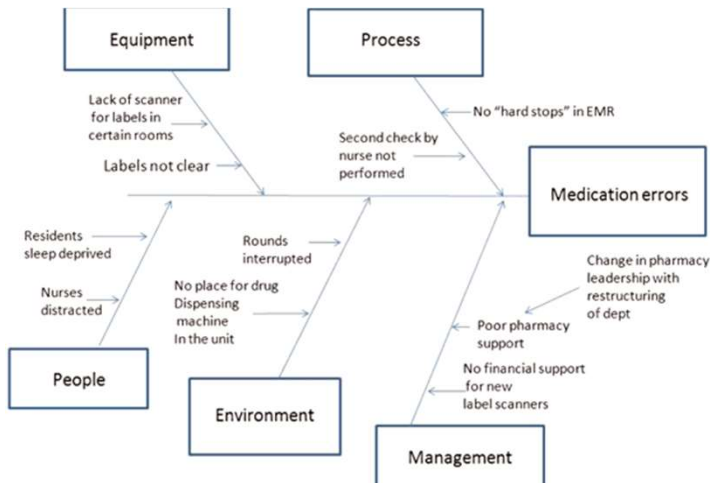 Equipment
Process
Lack of scanner
for labels in
certain rooms
Labels not clear
No “hard stops” in EMR
Second check by
nurse not
performed
Medication errors
Residents
sleep deprived
Nurses
distracted
People
Rounds
interrupted
No place for drug
Dispensing
machine
In the unit
Environment
Change in pharmacy
leadership with
restructuring
of dept
Poor pharmacy
support
No financial support
for new
label scanners
Management